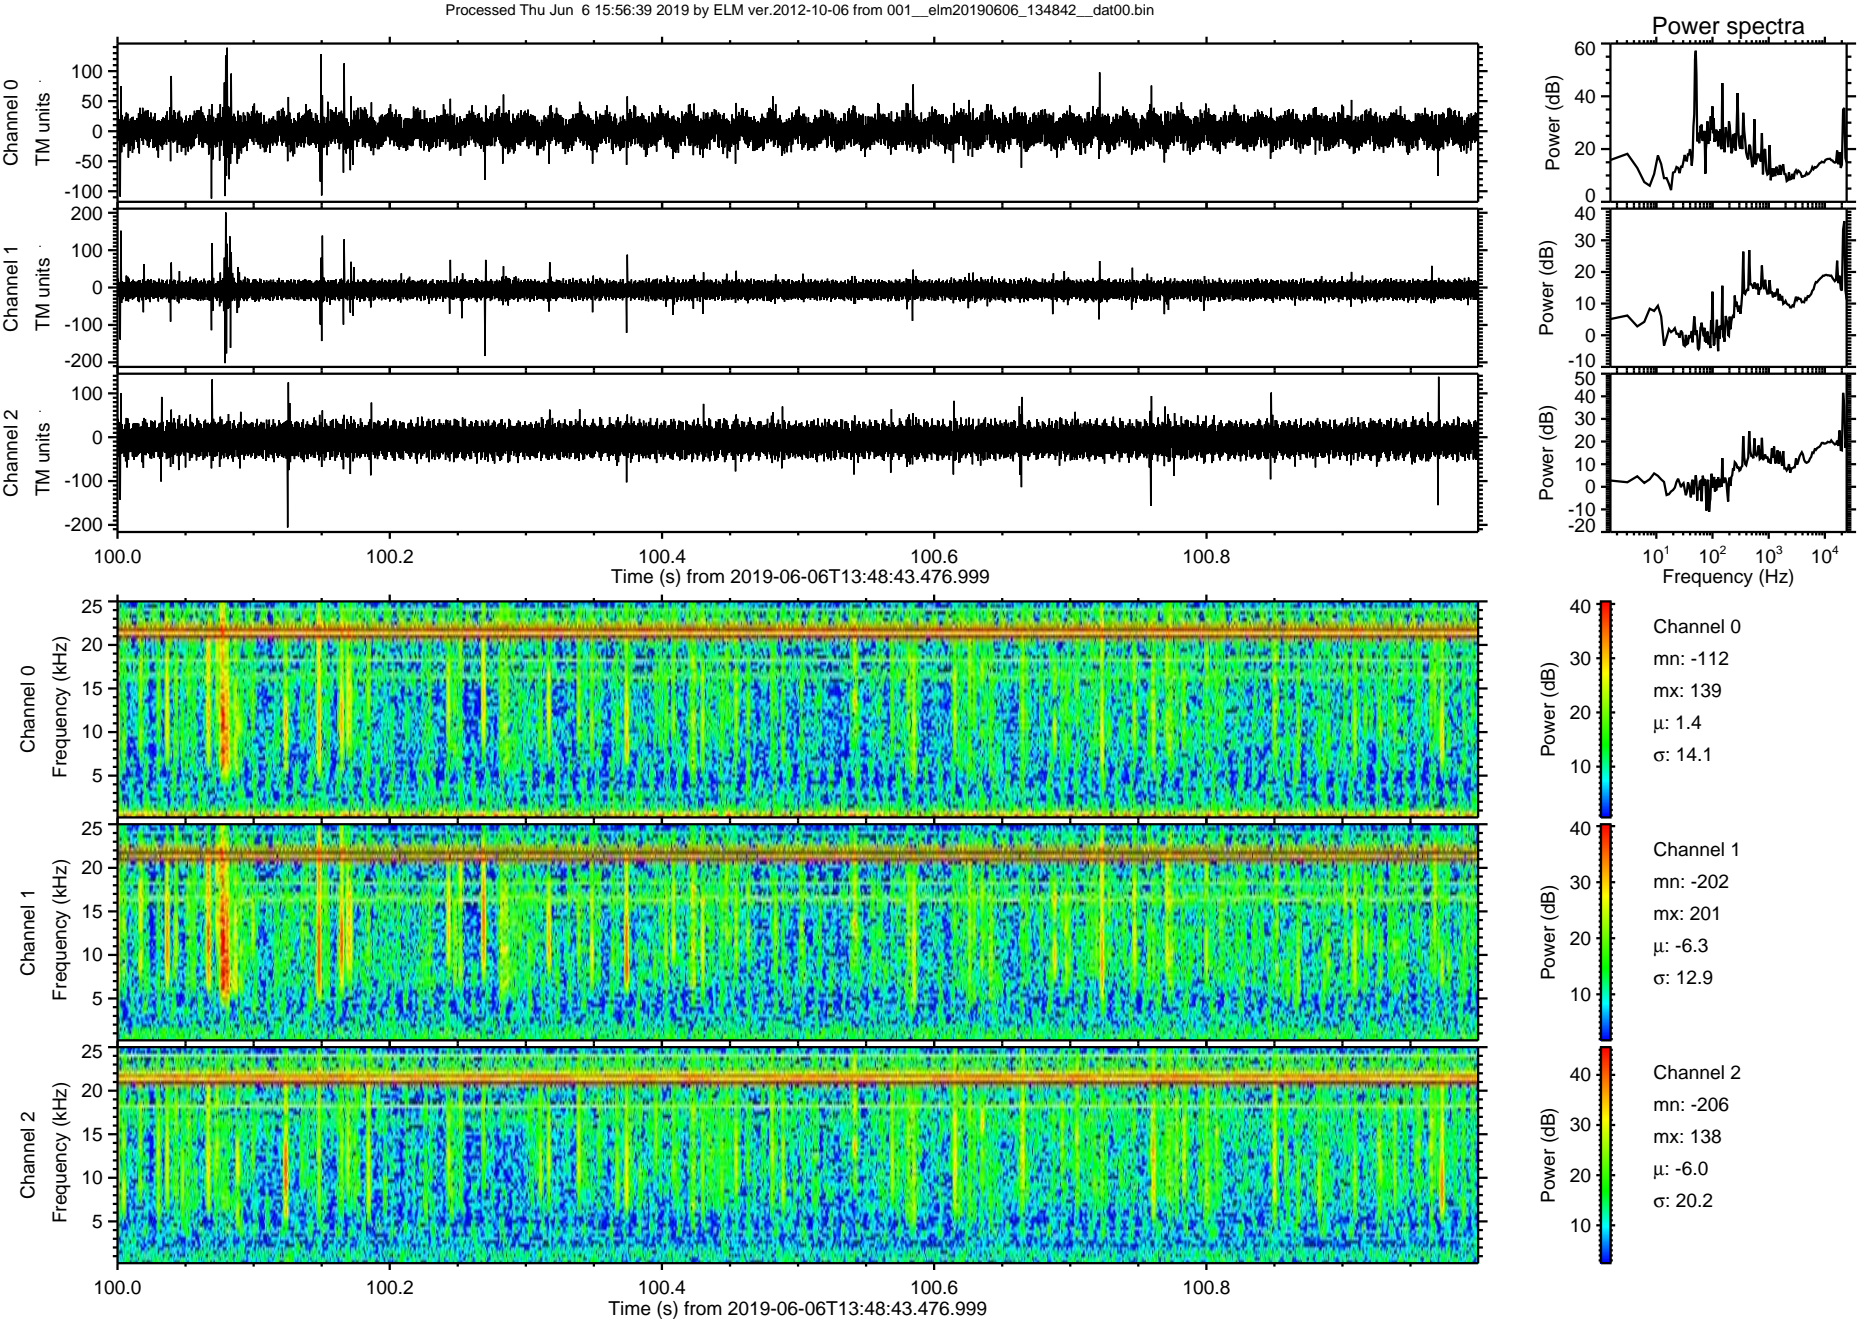 Processed Thu Jun  6 15:56:39 2019 by ELM ver.2012-10-06 from 001__elm20190606_134842__dat00.bin
Power spectra
Channel 0
TM units
100
50
0
-50
-100
Power (dB)
60
40
20
0
Channel 1
TM units
200
100
0
-100
-200
Power (dB)
40
30
20
10
0
-10
Channel 2
TM units
100
0
-100
-200
Power (dB)
50
40
30
20
10
0
-10
-20
100.0 100.2 100.4 100.6 100.8
Time (s) from 2019-06-06T13:48:43.476.999
10¹ 10² 10³ 10⁴
Frequency (Hz)
Channel 0
Frequency (kHz)
25
20
15
10
5
Power (dB)
40
30
20
10
Channel 0
mn: -112
mx: 139
μ: 1.4
σ: 14.1
Channel 1
Frequency (kHz)
25
20
15
10
5
Power (dB)
40
30
20
10
Channel 1
mn: -202
mx: 201
μ: -6.3
σ: 12.9
Channel 2
Frequency (kHz)
25
20
15
10
5
Power (dB)
40
30
20
10
Channel 2
mn: -206
mx: 138
μ: -6.0
σ: 20.2
100.0 100.2 100.4 100.6 100.8
Time (s) from 2019-06-06T13:48:43.476.999